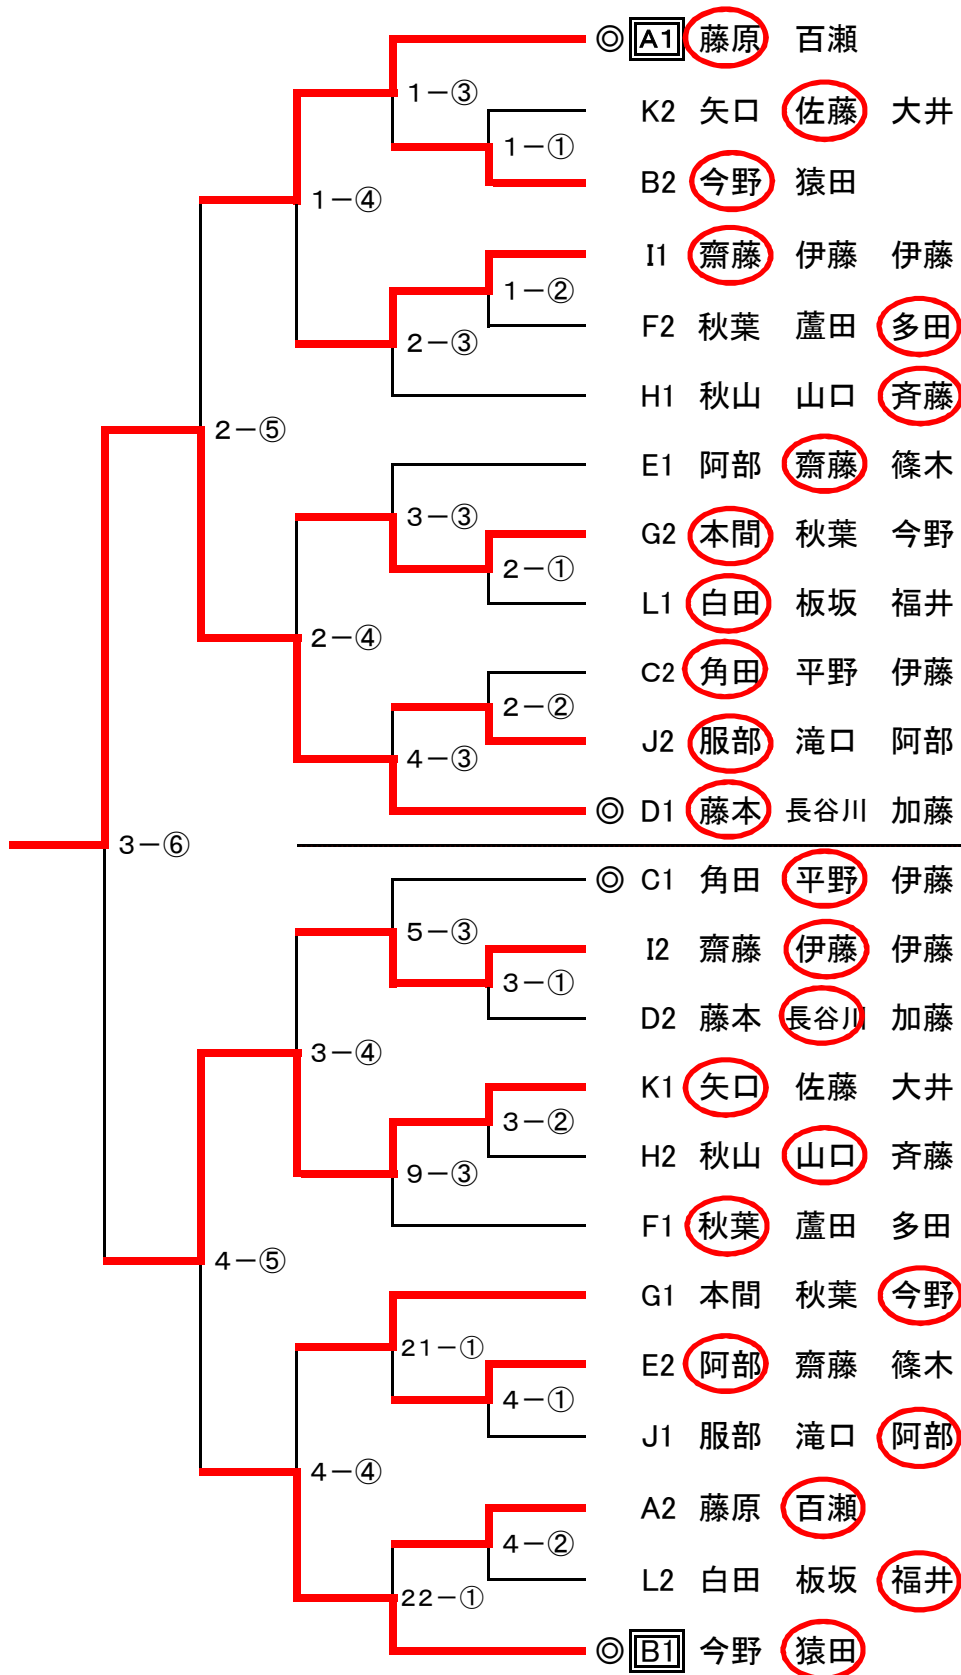 ◎ A1 藤原 百瀬
1－③
K2 矢口 佐藤 大井
1－①
B2 今野 猿田
1－④
I1 齋藤 伊藤 伊藤
1－②
F2 秋葉 蘆田 多田
2－③
H1 秋山 山口 斉藤
2－⑤
E1 阿部 齋藤 篠木
3－③
G2 本間 秋葉 今野
2－①
L1 白田 板坂 福井
2－④
C2 角田 平野 伊藤
2－②
J2 服部 滝口 阿部
4－③
◎ D1 藤本 長谷川 加藤
3－⑥
◎ C1 角田 平野 伊藤
5－③
I2 齋藤 伊藤 伊藤
3－①
D2 藤本 長谷川 加藤
3－④
K1 矢口 佐藤 大井
3－②
H2 秋山 山口 斉藤
9－③
F1 秋葉 蘆田 多田
4－⑤
G1 本間 秋葉 今野
21－①
E2 阿部 齋藤 篠木
4－①
J1 服部 滝口 阿部
4－④
A2 藤原 百瀬
4－②
L2 白田 板坂 福井
22－①
◎ B1 今野 猿田